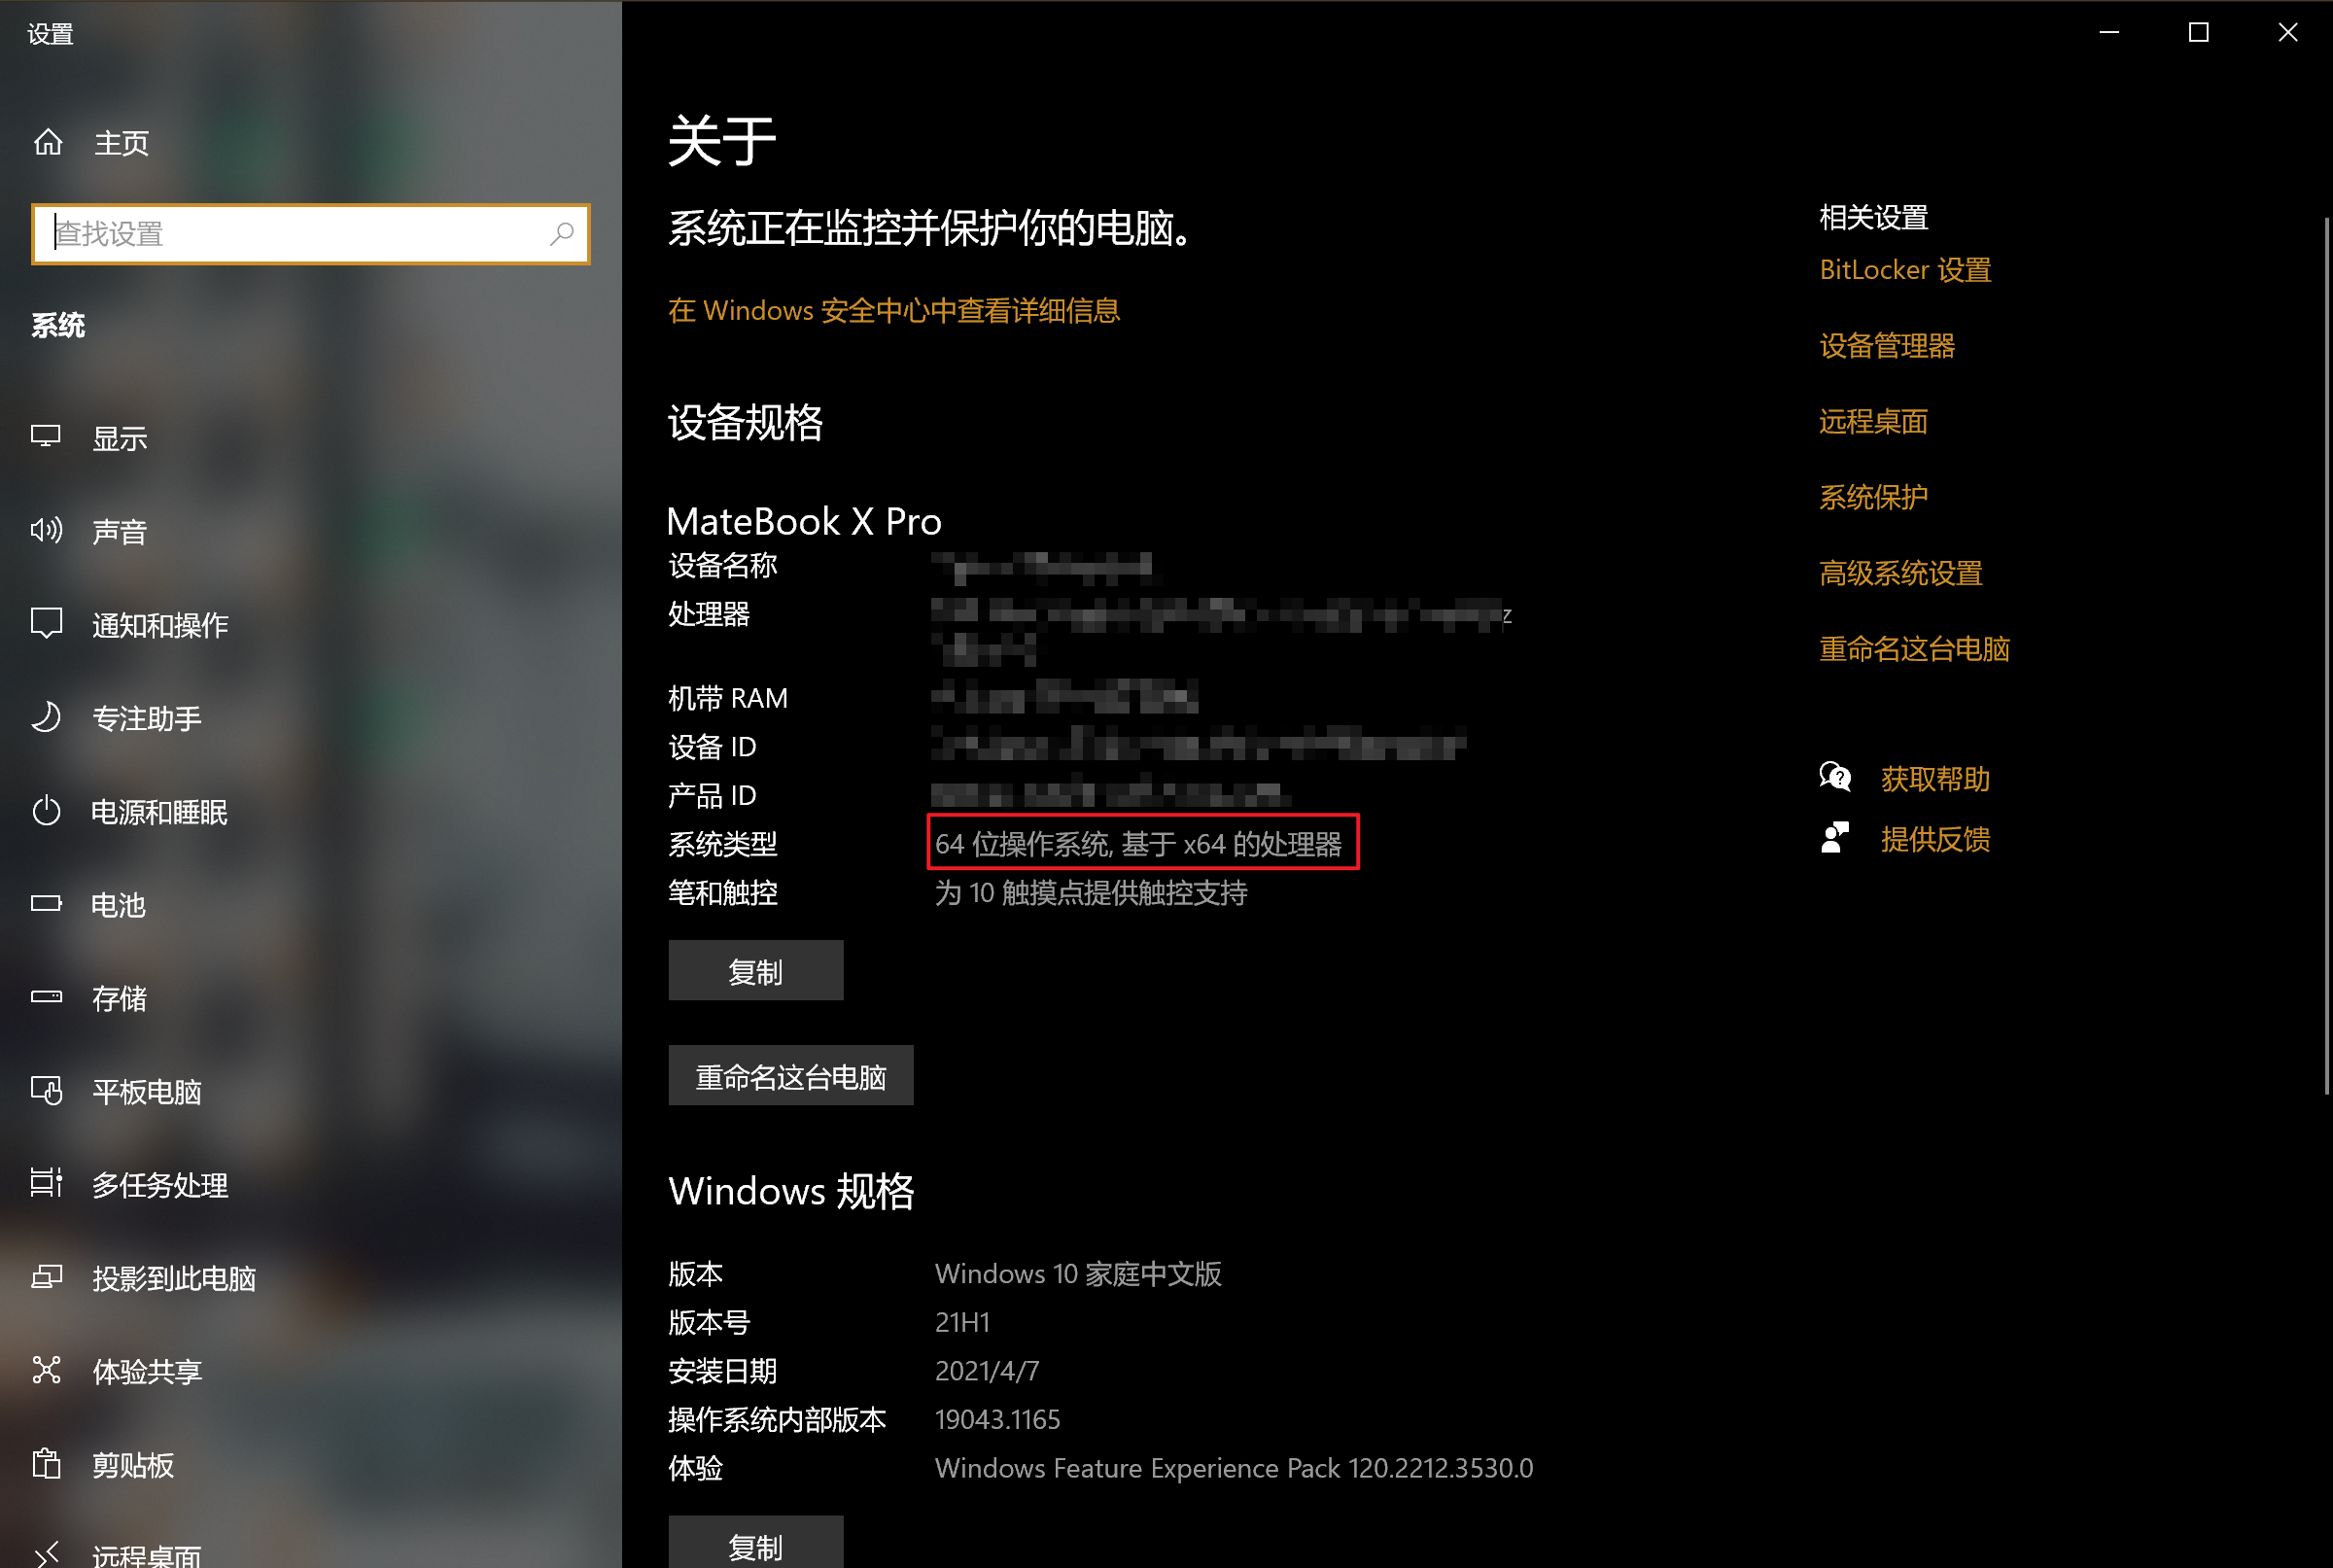 设置
主页
查找设置
系统
显示
声音
通知和操作
专注助手
电源和睡眠
电池
存储
平板电脑
多任务处理
投影到此电脑
体验共享
剪贴板
远程桌面
关于
系统正在监控并保护你的电脑。
在 Windows 安全中心中查看详细信息
设备规格
MateBook X Pro
设备名称
处理器
机带 RAM
设备 ID
产品 ID
系统类型 64 位操作系统, 基于 x64 的处理器
笔和触控 为 10 触摸点提供触控支持
复制
重命名这台电脑
Windows 规格
版本 Windows 10 家庭中文版
版本号 21H1
安装日期 2021/4/7
操作系统内部版本 19043.1165
体验 Windows Feature Experience Pack 120.2212.3530.0
复制
相关设置
BitLocker 设置
设备管理器
远程桌面
系统保护
高级系统设置
重命名这台电脑
获取帮助
提供反馈